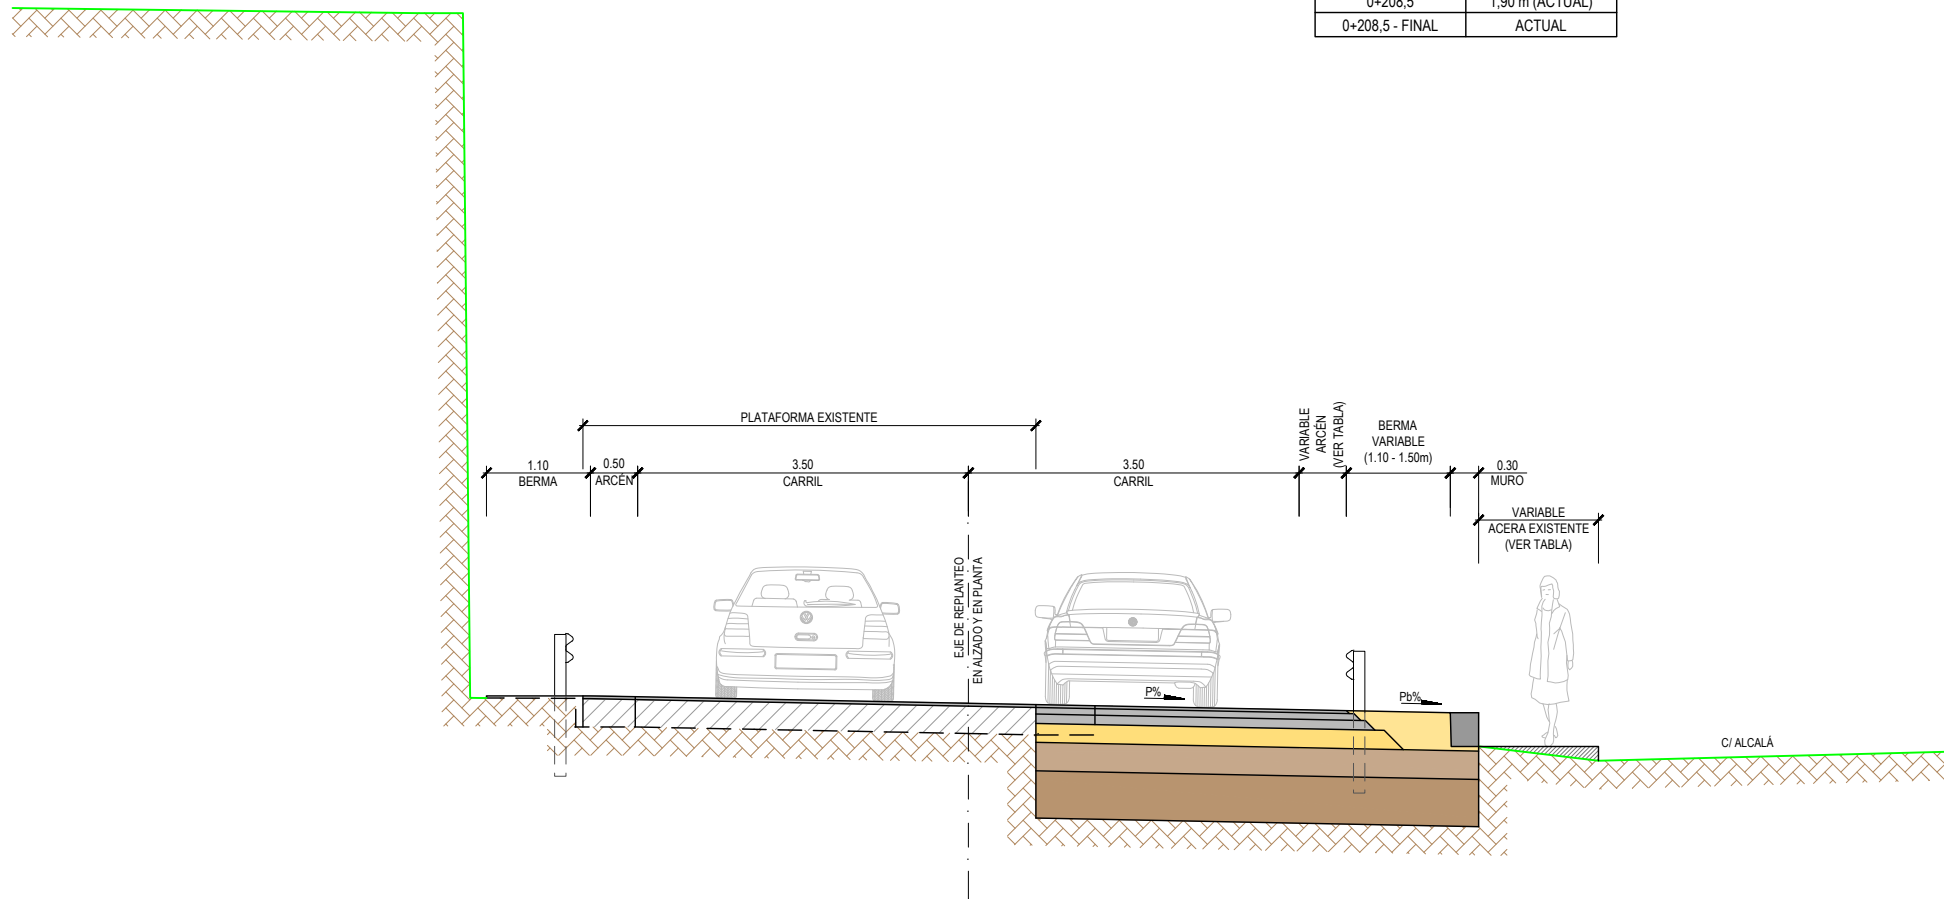 0+208,5 1,90 m (ACTUAL)
0+208,5 - FINAL ACTUAL
PLATAFORMA EXISTENTE
VARIABLE
ARCÉN
(VER TABLA)
BERMA
VARIABLE
(1.10 - 1.50m)
1.10
BERMA
0.50
ARCÉN
3.50
CARRIL
3.50
CARRIL
0.30
MURO
VARIABLE
ACERA EXISTENTE
(VER TABLA)
EJE DE REPLANTEO
EN ALZADO Y EN PLANTA
P%
Pb%
C/ ALCALÁ